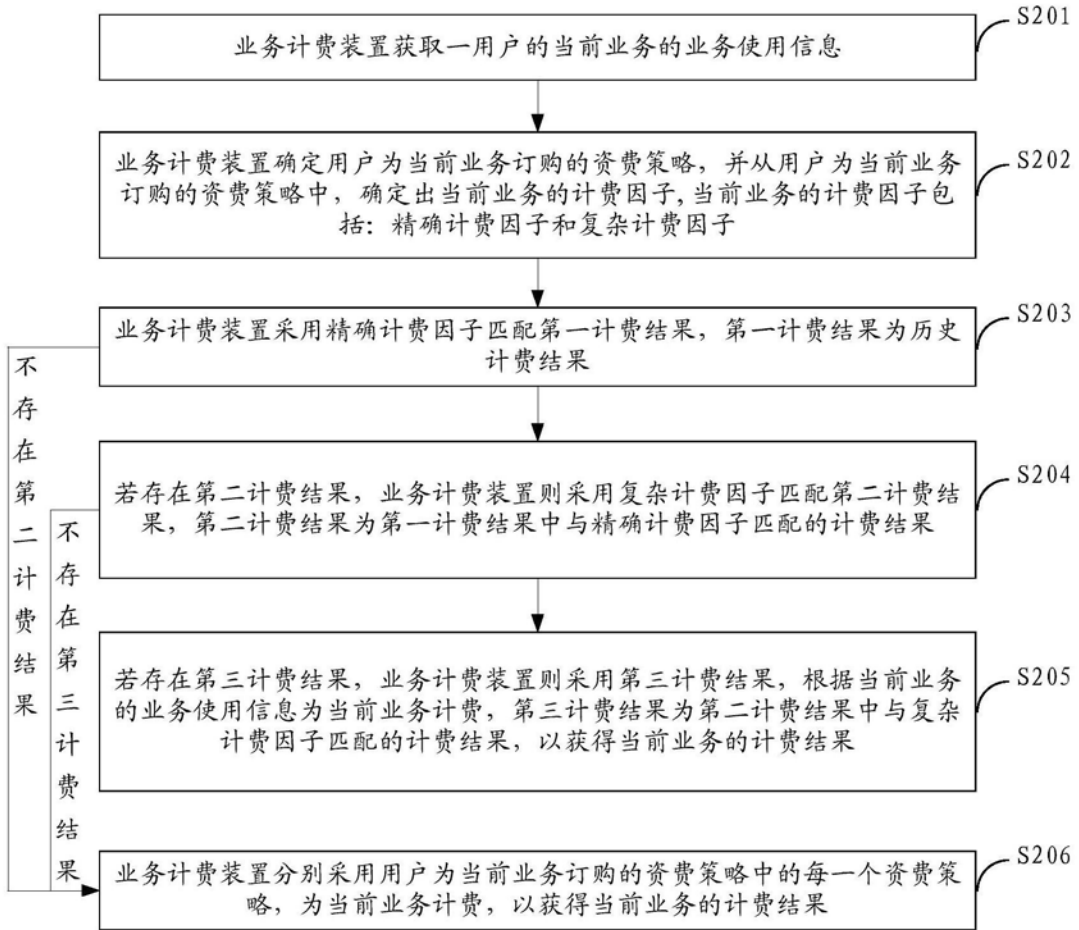 S201
业务计费装置获取一用户的当前业务的业务使用信息
业务计费装置确定用户为当前业务订购的资费策略，并从用户为当前业务
订购的资费策略中，确定出当前业务的计费因子,当前业务的计费因子包
括：精确计费因子和复杂计费因子
S202
业务计费装置采用精确计费因子匹配第一计费结果，第一计费结果为历史
计费结果
S203
不存在第二计费结果
若存在第二计费结果，业务计费装置则采用复杂计费因子匹配第二计费结
果，第二计费结果为第一计费结果中与精确计费因子匹配的计费结果
S204
不存在第三计费结果
若存在第三计费结果，业务计费装置则采用第三计费结果，根据当前业务
的业务使用信息为当前业务计费，第三计费结果为第二计费结果中与复杂
计费因子匹配的计费结果，以获得当前业务的计费结果
S205
业务计费装置分别采用用户为当前业务订购的资费策略中的每一个资费策
略，为当前业务计费，以获得当前业务的计费结果
S206